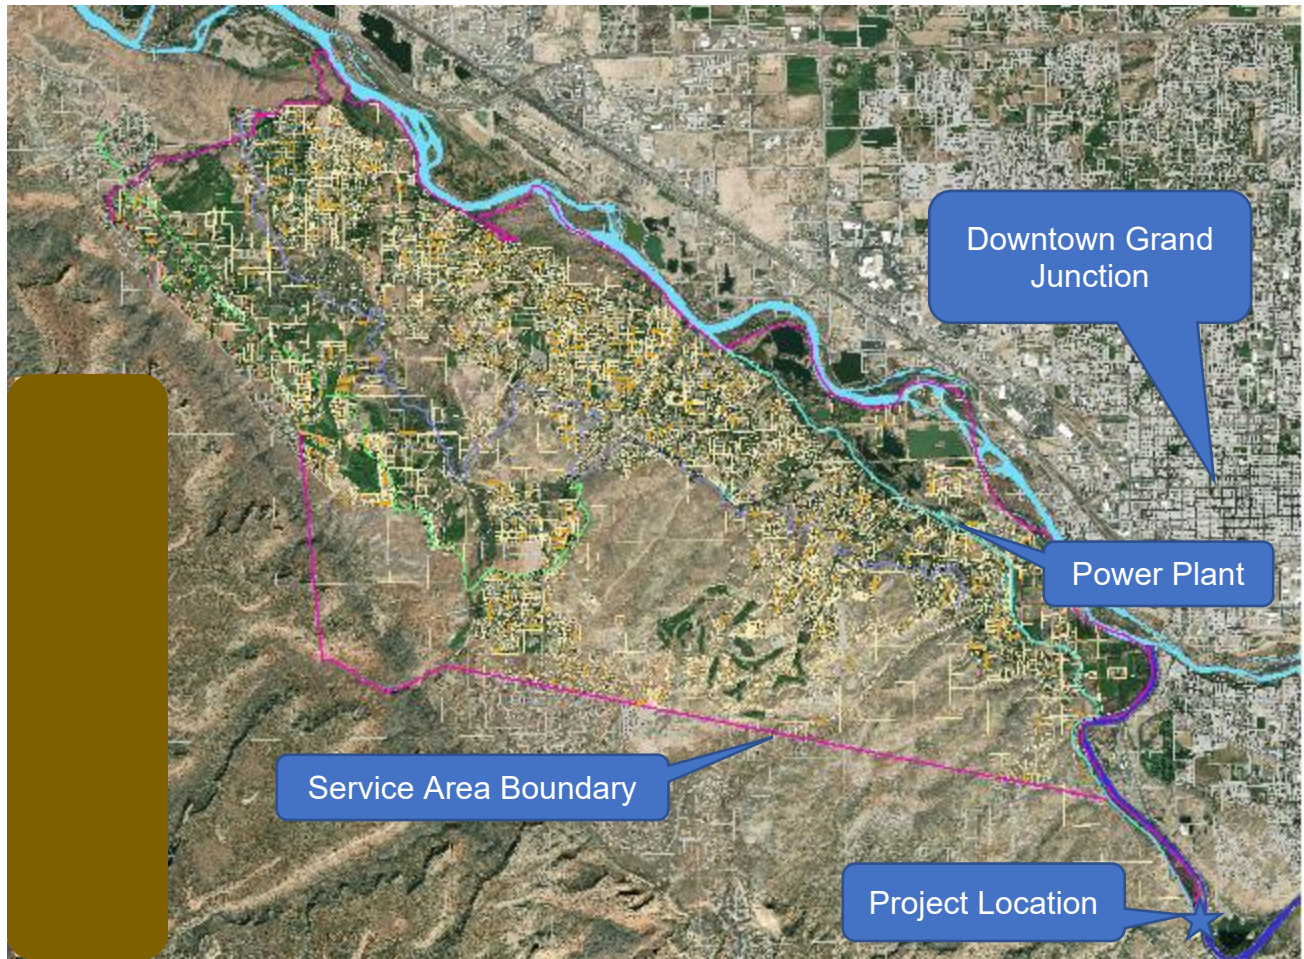 Downtown Grand
Junction
Power Plant
Service Area Boundary
Project Location